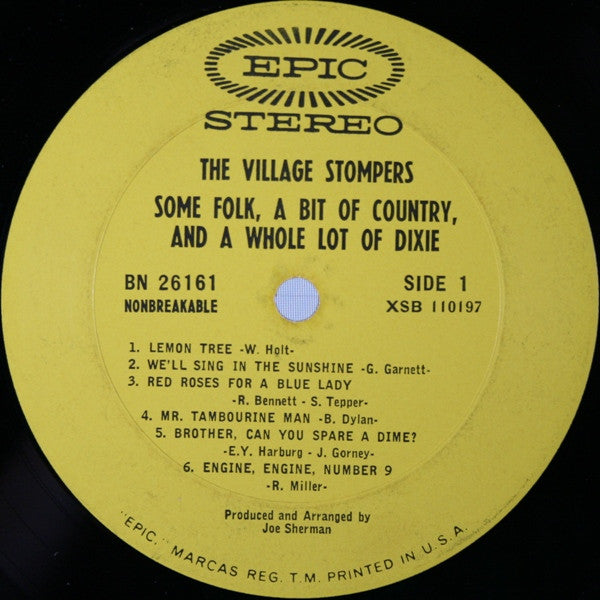 EPIC
STEREO
THE VILLAGE STOMPERS
SOME FOLK, A BIT OF COUNTRY,
AND A WHOLE LOT OF DIXIE
BN 26161 SIDE 1
NONBREAKABLE XSB 110197
1. LEMON TREE -W. Holt-
2. WE'LL SING IN THE SUNSHINE -G. Garnett-
3. RED ROSES FOR A BLUE LADY
-R. Bennett - S. Tepper-
4. MR. TAMBOURINE MAN -B. Dylan-
5. BROTHER, CAN YOU SPARE A DIME?
-E.Y. Harburg - J. Gorney-
6. ENGINE, ENGINE, NUMBER 9
-R. Miller-
Produced and Arranged by
Joe Sherman
"EPIC," MARCAS REG. T.M. PRINTED IN U.S.A.